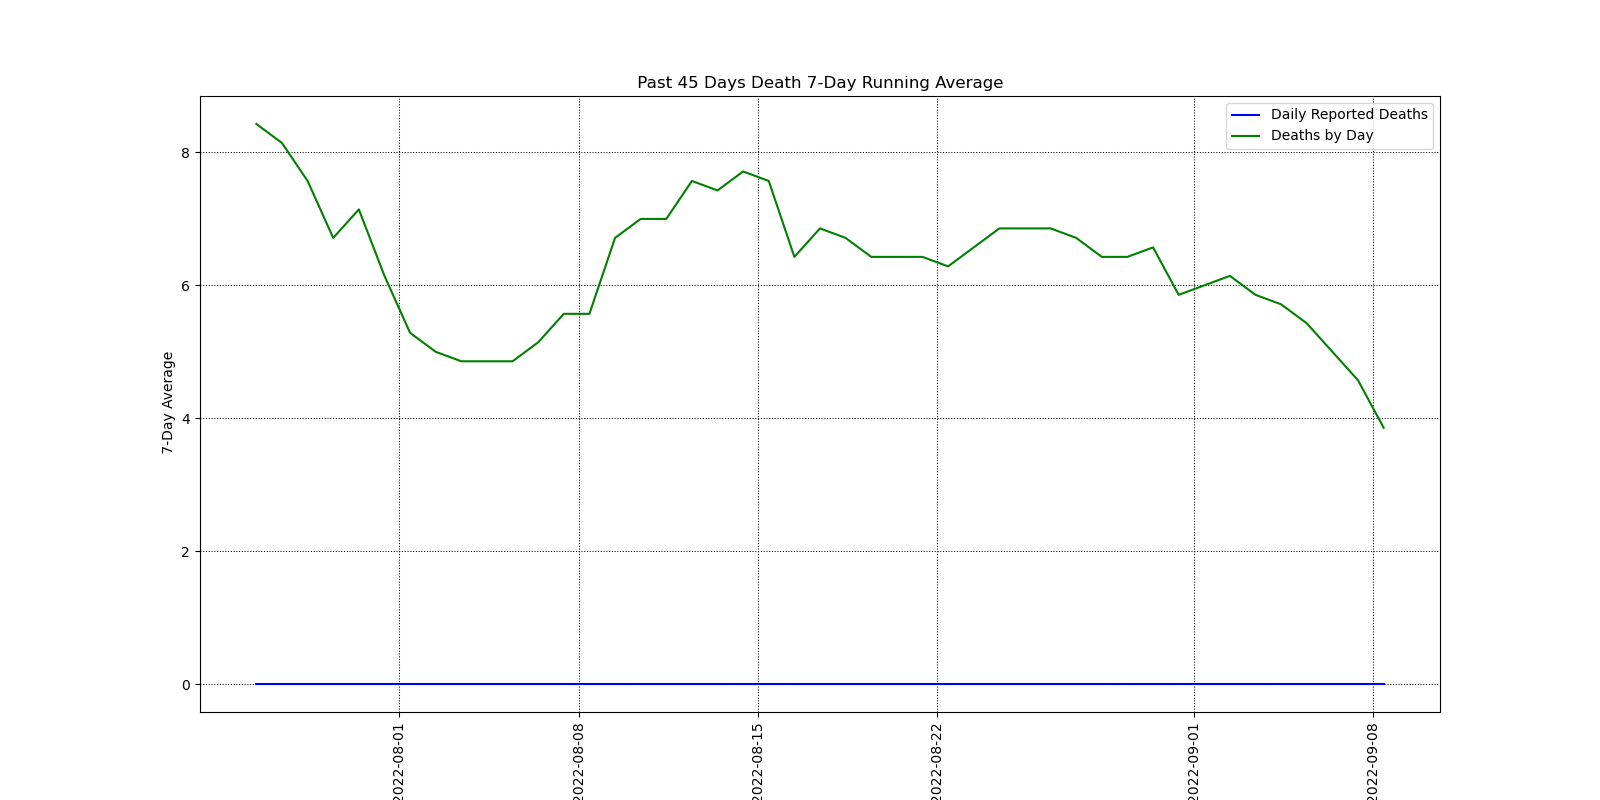 Past 45 Days Death 7-Day Running Average
Daily Reported Deaths
Deaths by Day
8
6
4
2
0
7-Day Average
2022-08-01
2022-08-08
2022-08-15
2022-08-22
2022-09-01
2022-09-08